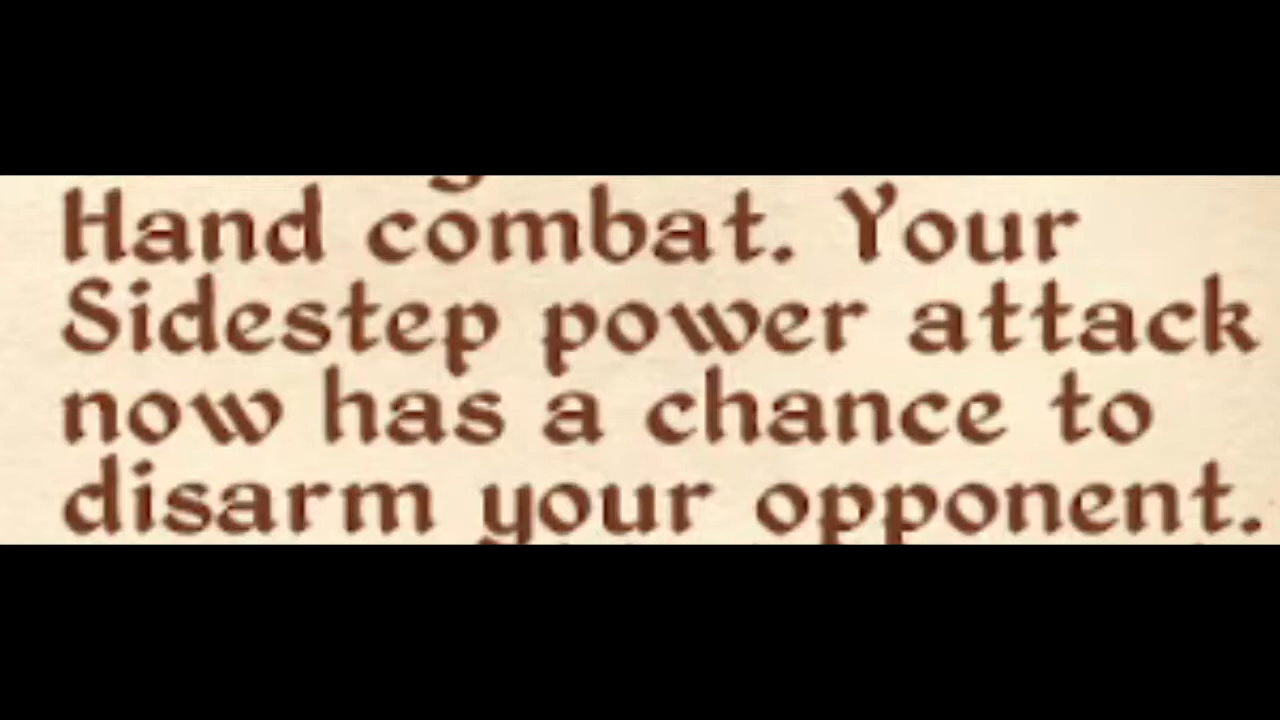 Hand combat. Your
Sidestep power attack
now has a chance to
disarm your opponent.